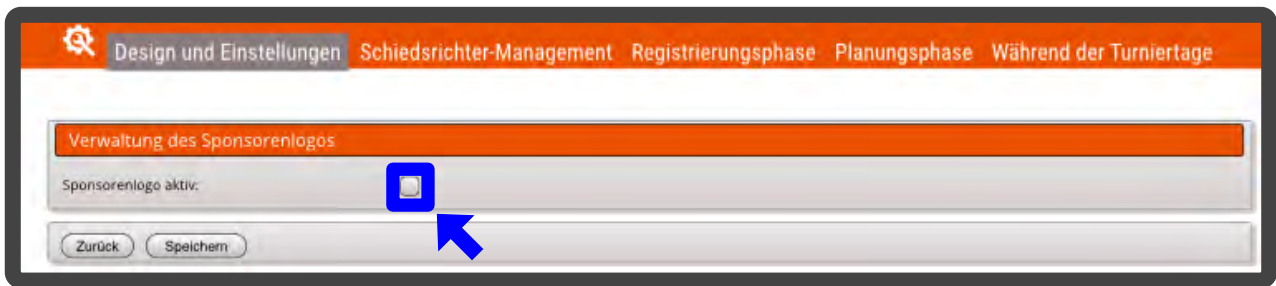 Design und Einstellungen Schiedsrichter-Management Registrierungsphase Planungsphase Während der Turniertage
Verwaltung des Sponsorenlogos
Sponsorenlogo aktiv:
Zurück Speichern